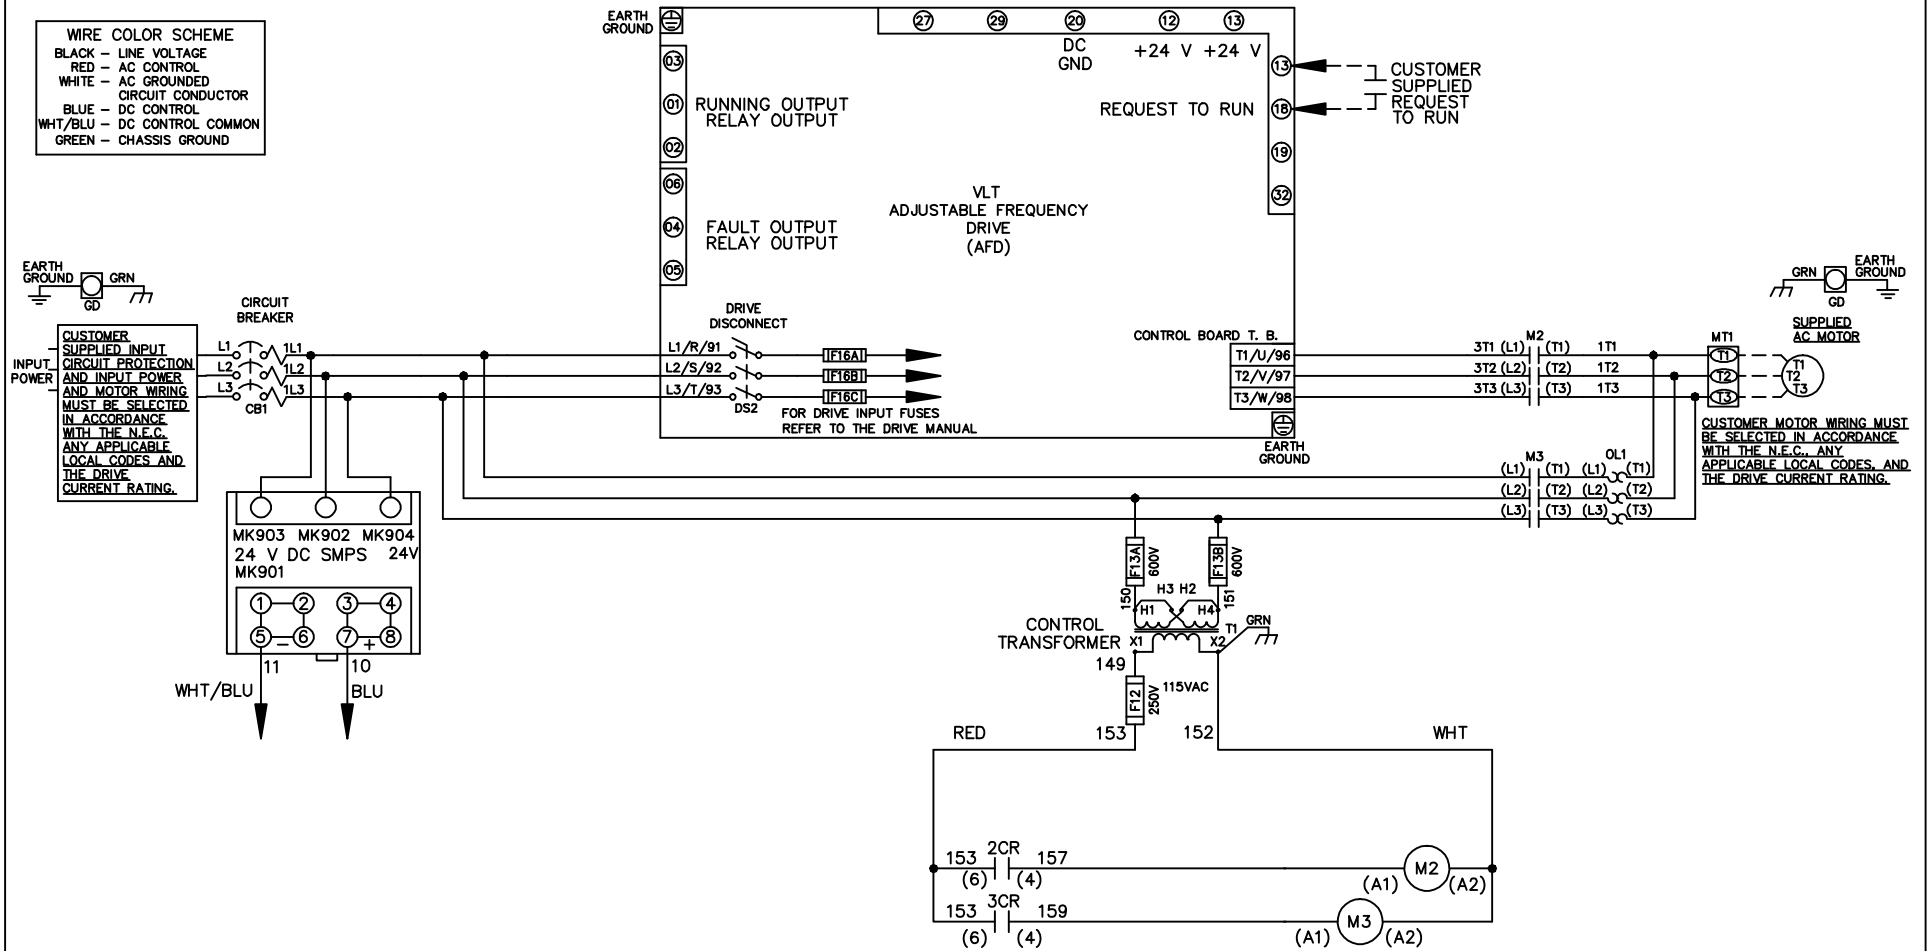 WIRE COLOR SCHEME
BLACK – LINE VOLTAGE
RED – AC CONTROL
WHITE – AC GROUNDED
CIRCUIT CONDUCTOR
BLUE – DC CONTROL
WHT/BLU – DC CONTROL COMMON
GREEN – CHASSIS GROUND
EARTH
GROUND
27
29
20
12
13
DC
GND
+24 V
+24 V
03
01
02
RUNNING OUTPUT
RELAY OUTPUT
06
04
05
FAULT OUTPUT
RELAY OUTPUT
VLT
ADJUSTABLE FREQUENCY
DRIVE
(AFD)
REQUEST TO RUN
13
18
19
32
CUSTOMER
SUPPLIED
REQUEST
TO RUN
EARTH
GROUND
GRN
GD
CIRCUIT
BREAKER
INPUT
POWER
CUSTOMER
SUPPLIED INPUT
CIRCUIT PROTECTION
AND INPUT POWER
AND MOTOR WIRING
MUST BE SELECTED
IN ACCORDANCE
WITH THE N.E.C.
ANY APPLICABLE
LOCAL CODES AND
THE DRIVE
CURRENT RATING.
L1
L2
L3
1L1
1L2
1L3
CB1
DRIVE
DISCONNECT
L1/R/91
L2/S/92
L3/T/93
DS2
F16A
F16B
F16C
FOR DRIVE INPUT FUSES
REFER TO THE DRIVE MANUAL
CONTROL BOARD T. B.
T1/U/96
T2/V/97
T3/W/98
EARTH
GROUND
M2
3T1 (L1) (T1) 1T1
3T2 (L2) (T2) 1T2
3T3 (L3) (T3) 1T3
MT1
T1
T2
T3
GRN
EARTH
GROUND
GD
SUPPLIED
AC MOTOR
T1
T2
T3
CUSTOMER MOTOR WIRING MUST
BE SELECTED IN ACCORDANCE
WITH THE N.E.C., ANY
APPLICABLE LOCAL CODES, AND
THE DRIVE CURRENT RATING.
M3
OL1
(L1) (T1) (L1) (T1)
(L2) (T2) (L2) (T2)
(L3) (T3) (L3) (T3)
MK903 MK902 MK904
24 V DC SMPS 24V
MK901
1
2
3
4
5
–
6
7
+
8
11
10
WHT/BLU
BLU
F13A
600V
F13B
600V
150
151
H3 H2
H1
H4
CONTROL
TRANSFORMER
X1
X2
T1
GRN
149
F12
250V
115VAC
RED
153
152
WHT
153
2CR
157
(6)
(4)
M2
(A1)
(A2)
153
3CR
159
(6)
(4)
M3
(A1)
(A2)